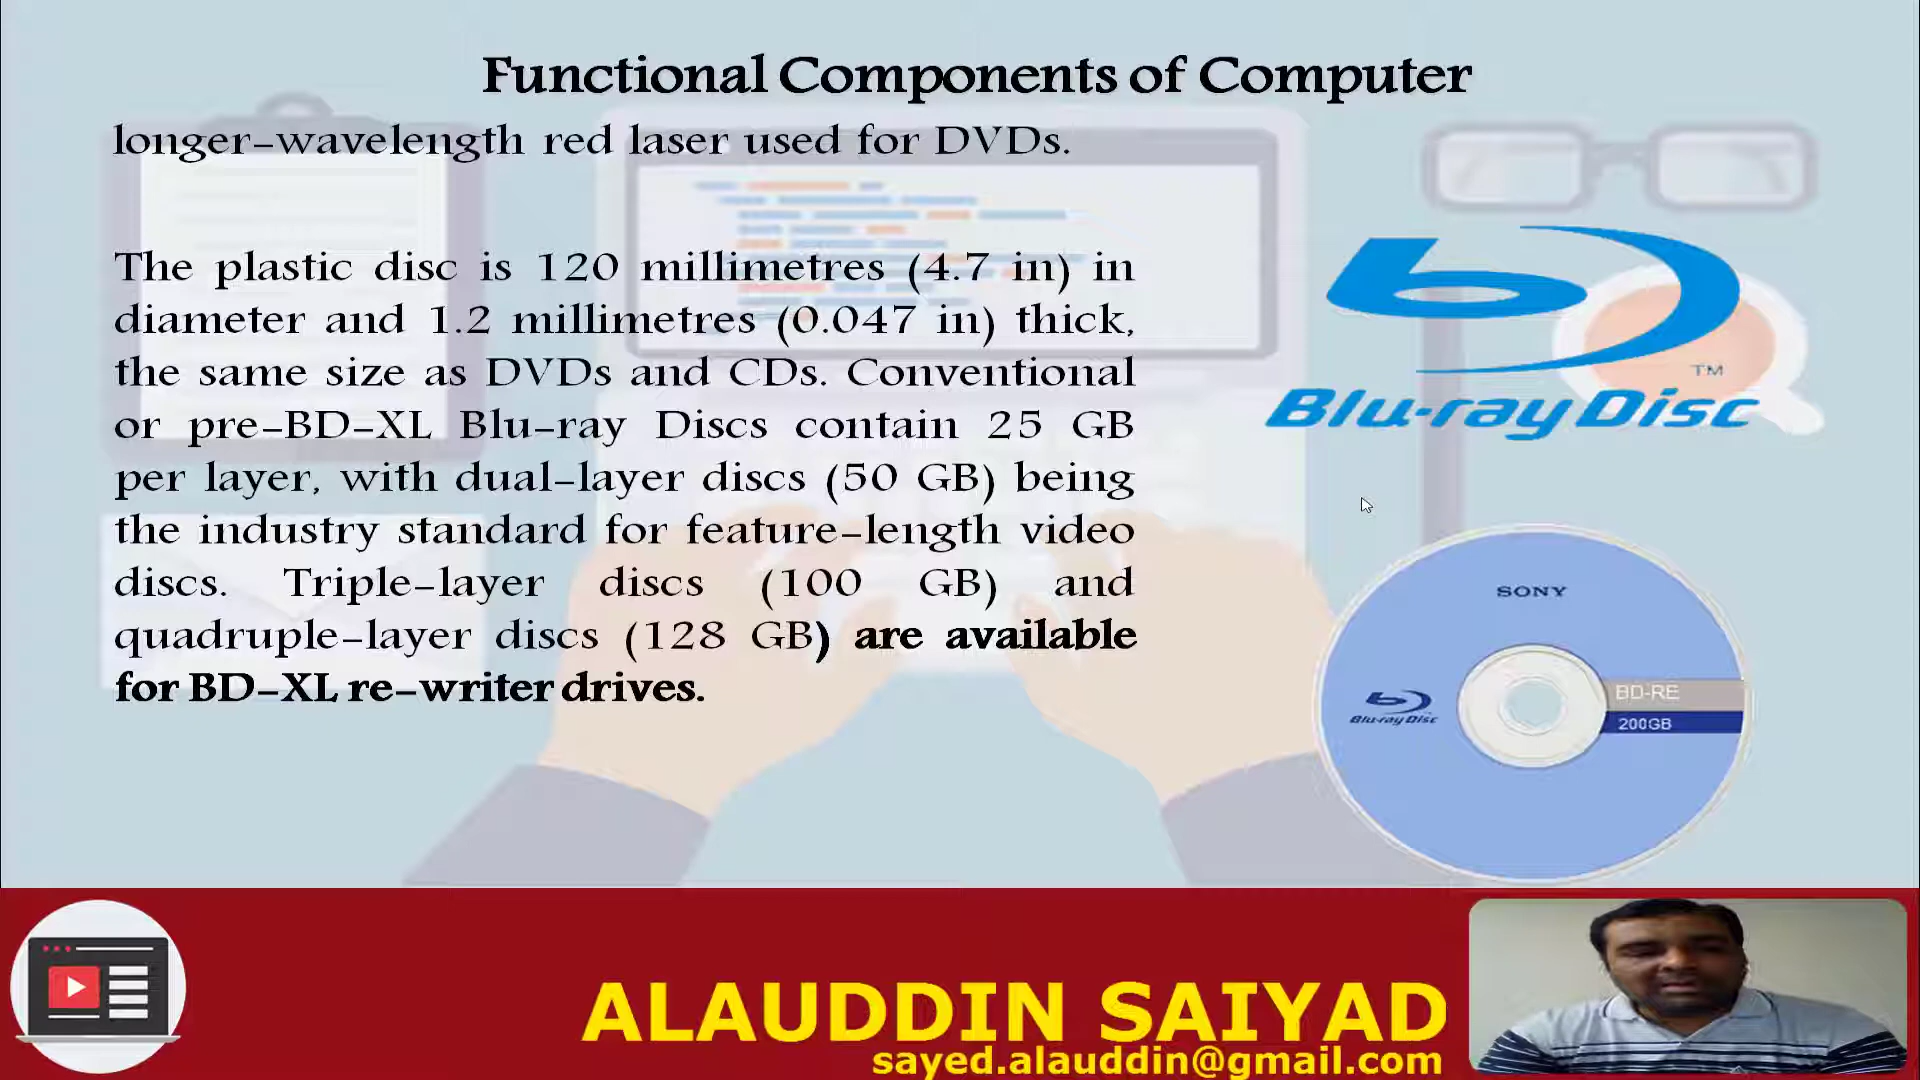 Functional Components of Computer
longer-wavelength red laser used for DVDs.
The plastic disc is 120 millimetres (4.7 in) in
diameter and 1.2 millimetres (0.047 in) thick,
the same size as DVDs and CDs. Conventional
or pre-BD-XL Blu-ray Discs contain 25 GB
per layer, with dual-layer discs (50 GB) being
the industry standard for feature-length video
discs. Triple-layer discs (100 GB) and
quadruple-layer discs (128 GB) are available
for BD-XL re-writer drives.
TM
Blu-ray Disc
SONY
BD-RE
Blu-ray Disc
200GB
ALAUDDIN SAIYAD
sayed.alauddin@gmail.com